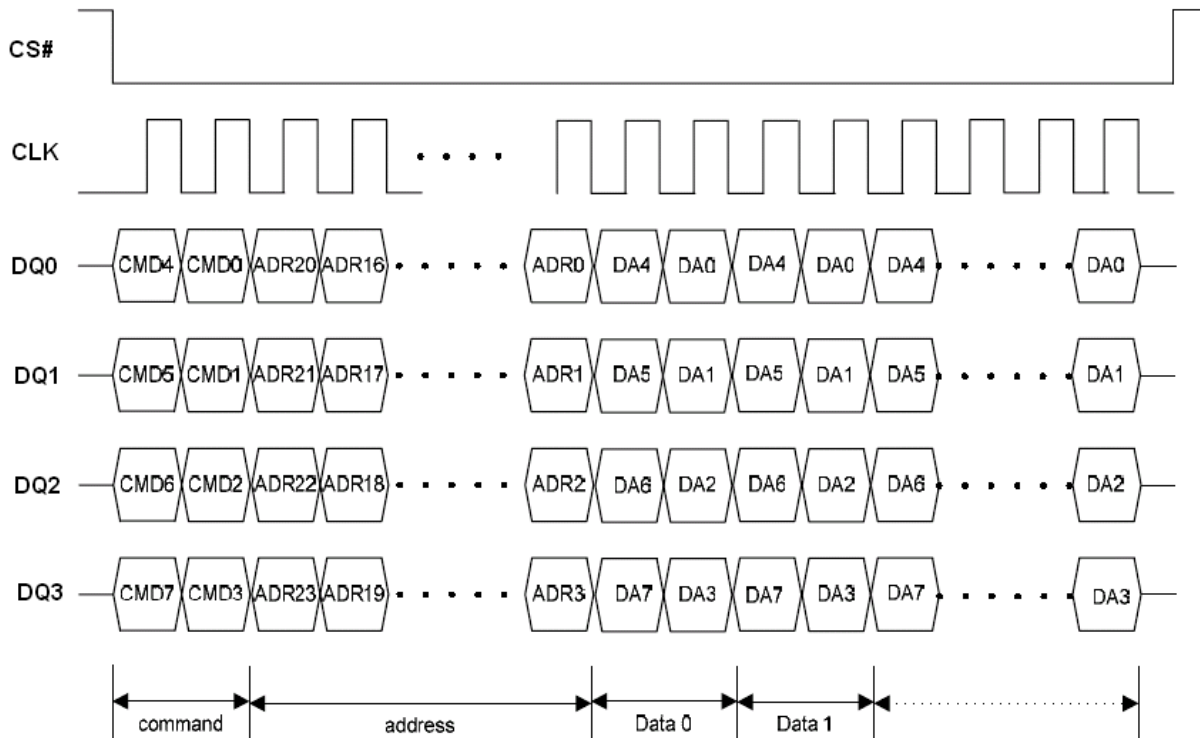 CS#
CLK
DQ0 CMD4 CMD0 ADR20 ADR16 ADR0 DA4 DA0 DA4 DA0 DA4 DA0
DQ1 CMD5 CMD1 ADR21 ADR17 ADR1 DA5 DA1 DA5 DA1 DA5 DA1
DQ2 CMD6 CMD2 ADR22 ADR18 ADR2 DA6 DA2 DA6 DA2 DA6 DA2
DQ3 CMD7 CMD3 ADR23 ADR19 ADR3 DA7 DA3 DA7 DA3 DA7 DA3
command address Data 0 Data 1